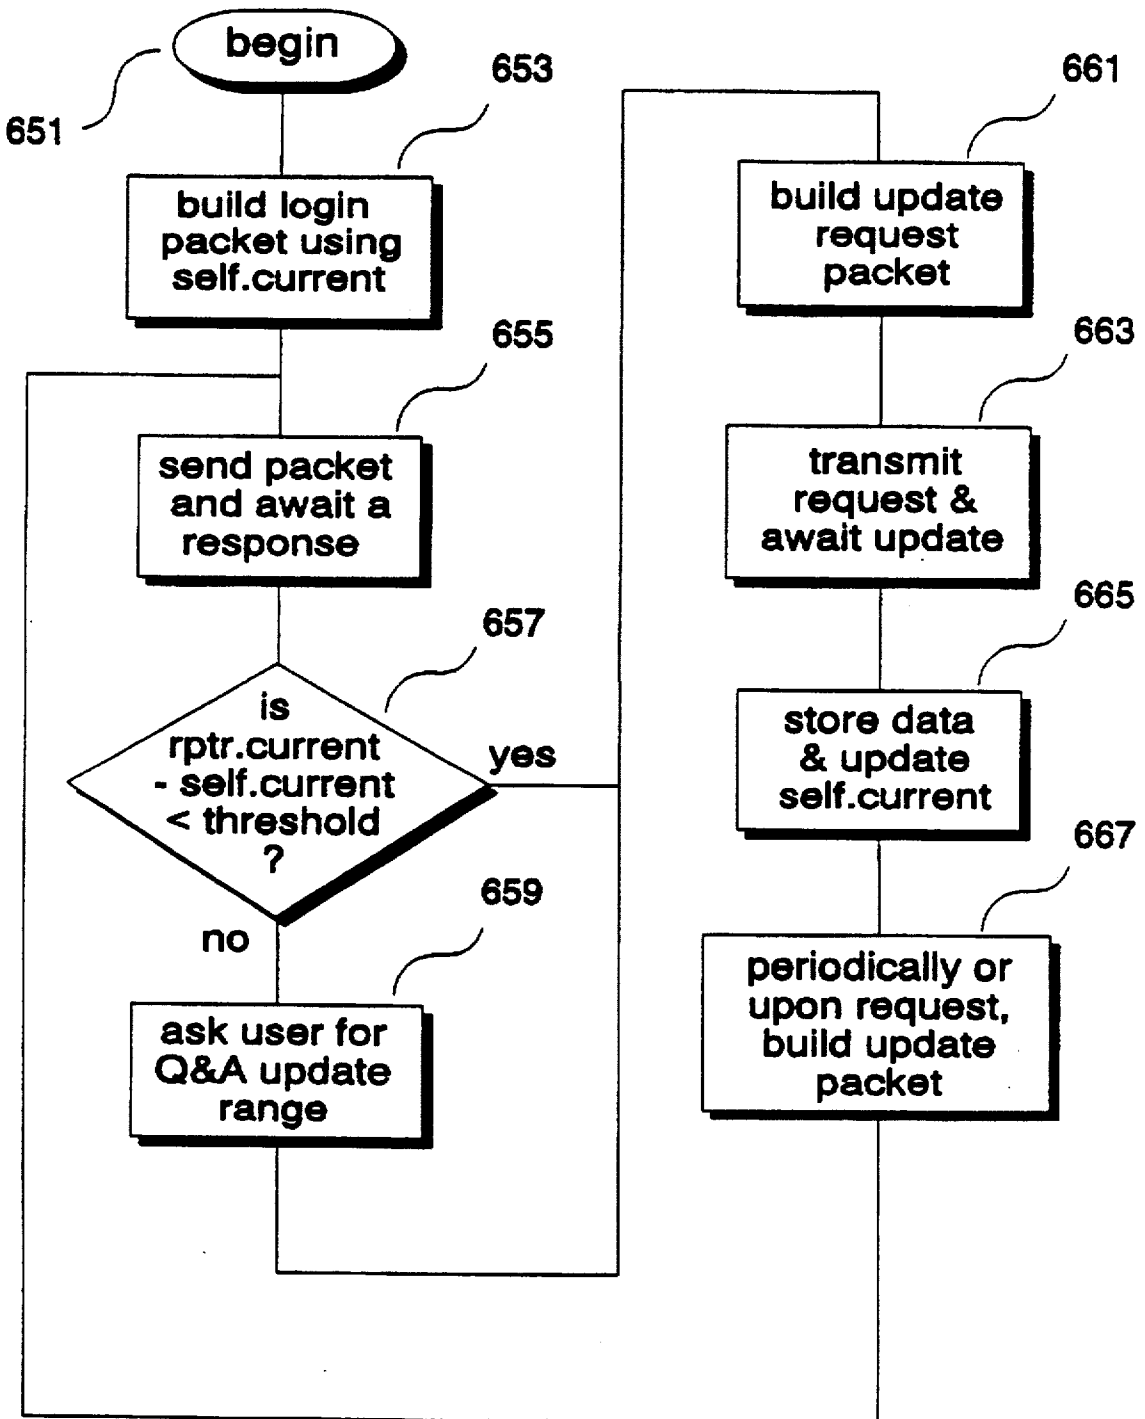 begin
651
653
build login
packet using
self.current
655
send packet
and await a
response
657
is
rptr.current
- self.current
< threshold
?
yes
no
659
ask user for
Q&A update
range
661
build update
request
packet
663
transmit
request &
await update
665
store data
& update
self.current
667
periodically or
upon request,
build update
packet